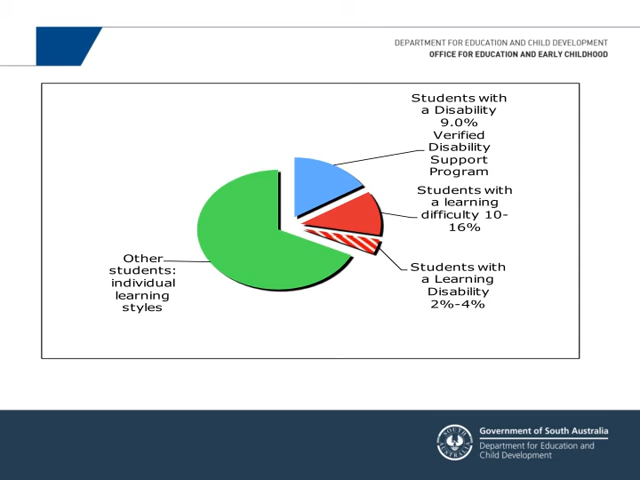 DEPARTMENT FOR EDUCATION AND CHILD DEVELOPMENT
OFFICE FOR EDUCATION AND EARLY CHILDHOOD
Students with
a Disability
9.0%
Verified
Disability
Support
Program
Students with
a learning
difficulty 10-
16%
Students with
a Learning
Disability
2%-4%
Other
students:
individual
learning
styles
Government of South Australia
Department for Education and
Child Development